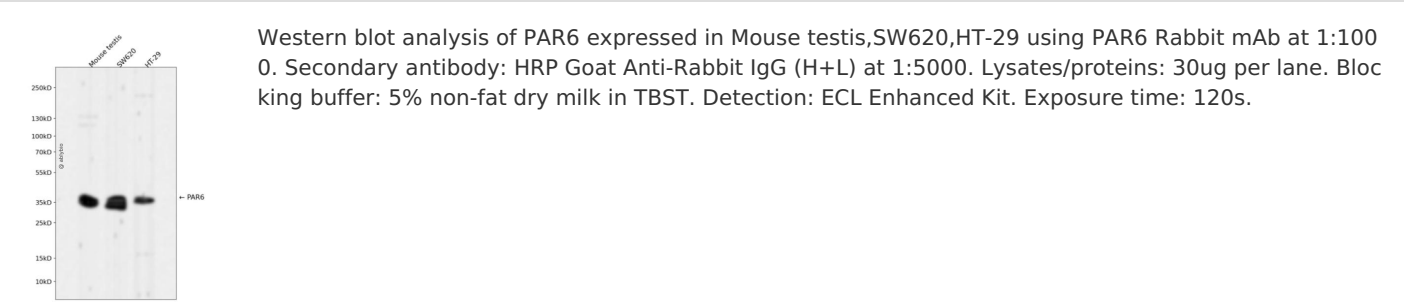 Mouse testis
SW620
HT-29
250kD
130kD
100kD
70kD
55kD
35kD
25kD
15kD
10kD
← PAR6
Western blot analysis of PAR6 expressed in Mouse testis,SW620,HT-29 using PAR6 Rabbit mAb at 1:100
0. Secondary antibody: HRP Goat Anti-Rabbit IgG (H+L) at 1:5000. Lysates/proteins: 30ug per lane. Bloc
king buffer: 5% non-fat dry milk in TBST. Detection: ECL Enhanced Kit. Exposure time: 120s.